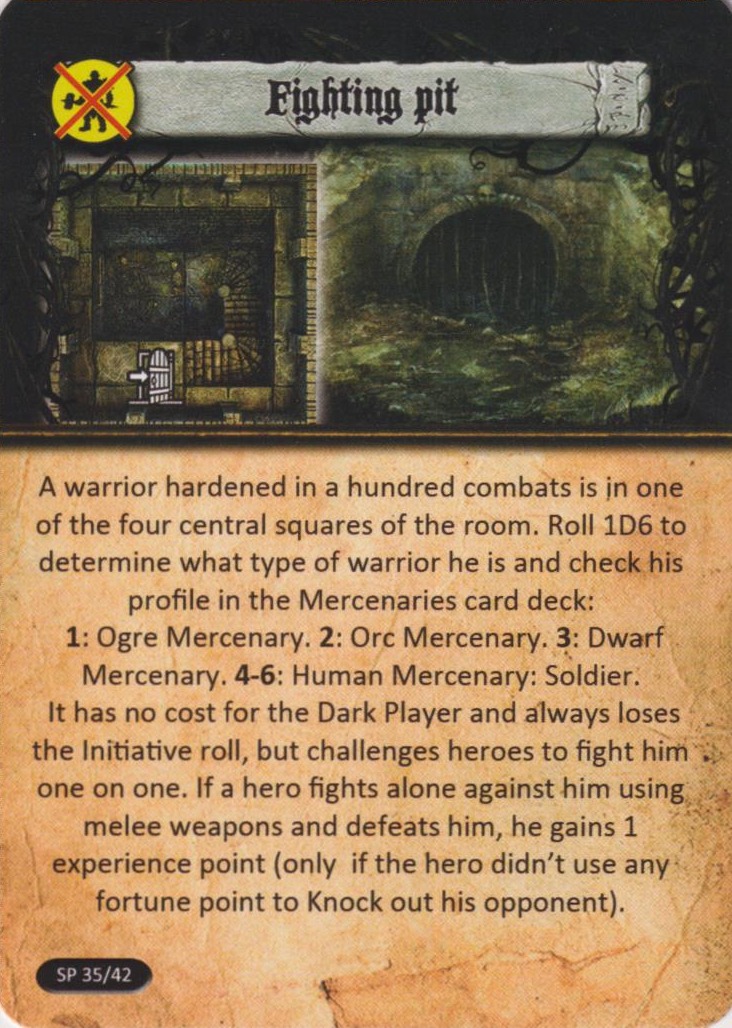 Fighting pit
A warrior hardened in a hundred combats is in one
of the four central squares of the room. Roll 1D6 to
determine what type of warrior he is and check his
profile in the Mercenaries card deck:
1: Ogre Mercenary. 2: Orc Mercenary. 3: Dwarf
Mercenary. 4-6: Human Mercenary: Soldier.
It has no cost for the Dark Player and always loses
the Initiative roll, but challenges heroes to fight him
one on one. If a hero fights alone against him using
melee weapons and defeats him, he gains 1
experience point (only if the hero didn't use any
fortune point to Knock out his opponent).
SP 35/42